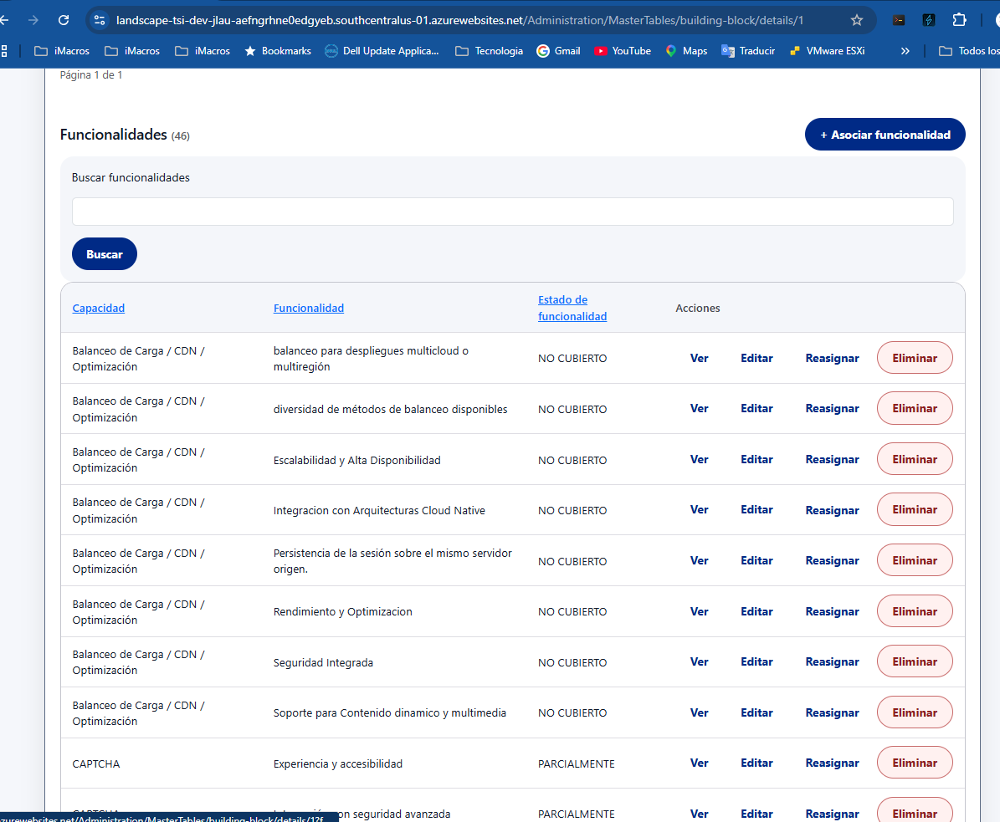 landscape-tsi-dev-jlau-aefngrhne0edgyeb.southcentralus-01.azurewebsites.net/Administration/MasterTables/building-block/details/1
iMacros
iMacros
iMacros
Bookmarks
Dell Update Applica...
Tecnologia
Gmail
YouTube
Maps
Traducir
VMware ESXi
»
Todos los
Página 1 de 1
Funcionalidades (46)
+ Asociar funcionalidad
Buscar funcionalidades
Buscar
Capacidad
Funcionalidad
Estado de
funcionalidad
Acciones
Balanceo de Carga / CDN /
Optimización
balanceo para despliegues multicloud o
multiregión
NO CUBIERTO
Ver
Editar
Reasignar
Eliminar
Balanceo de Carga / CDN /
Optimización
diversidad de métodos de balanceo disponibles
NO CUBIERTO
Ver
Editar
Reasignar
Eliminar
Balanceo de Carga / CDN /
Optimización
Escalabilidad y Alta Disponibilidad
NO CUBIERTO
Ver
Editar
Reasignar
Eliminar
Balanceo de Carga / CDN /
Optimización
Integracion con Arquitecturas Cloud Native
NO CUBIERTO
Ver
Editar
Reasignar
Eliminar
Balanceo de Carga / CDN /
Optimización
Persistencia de la sesión sobre el mismo servidor
origen.
NO CUBIERTO
Ver
Editar
Reasignar
Eliminar
Balanceo de Carga / CDN /
Optimización
Rendimiento y Optimizacion
NO CUBIERTO
Ver
Editar
Reasignar
Eliminar
Balanceo de Carga / CDN /
Optimización
Seguridad Integrada
NO CUBIERTO
Ver
Editar
Reasignar
Eliminar
Balanceo de Carga / CDN /
Optimización
Soporte para Contenido dinamico y multimedia
NO CUBIERTO
Ver
Editar
Reasignar
Eliminar
CAPTCHA
Experiencia y accesibilidad
PARCIALMENTE
Ver
Editar
Reasignar
Eliminar
CAPTCHA
con seguridad avanzada
PARCIALMENTE
Ver
Editar
Reasignar
Eliminar
zurewebsites.net/Administration/MasterTables/building-block/details/1?f...